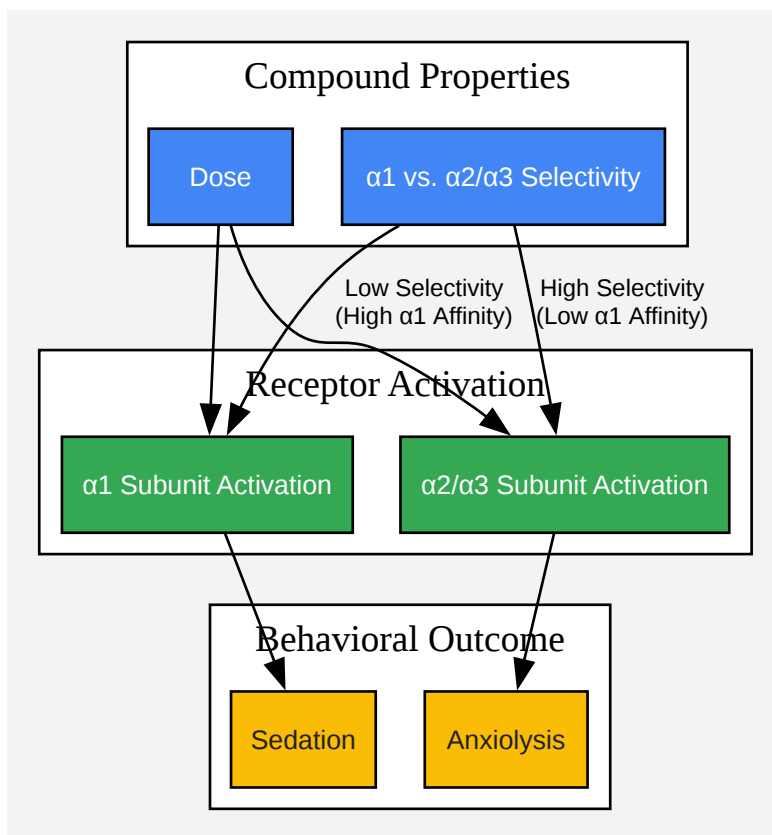 Compound Properties
Dose
α1 vs. α2/α3 Selectivity
Low Selectivity
(High α1 Affinity)
High Selectivity
(Low α1 Affinity)
Receptor Activation
α1 Subunit Activation
α2/α3 Subunit Activation
Behavioral Outcome
Sedation
Anxiolysis